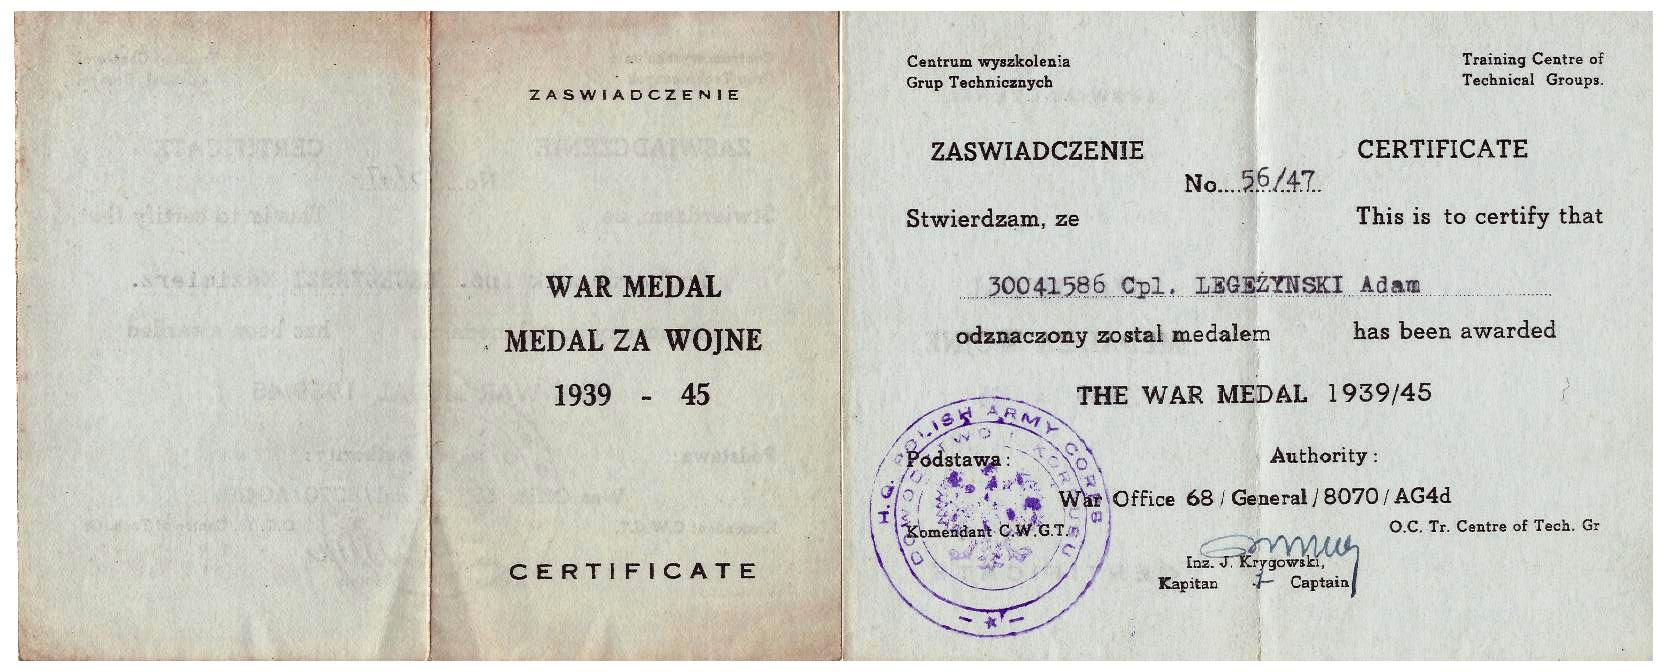 ZASWIADCZENIE
WAR MEDAL
MEDAL ZA WOJNE
1939 - 45
CERTIFICATE
Centrum wyszkolenia
Grup Technicznych
Training Centre of
Technical Groups.
ZASWIADCZENIE
CERTIFICATE
No....56/47..
Stwierdzam, ze
This is to certify that
30041586 Cpl. LEGEŻYNSKI Adam
odznaczony zostal medalem
has been awarded
THE WAR MEDAL 1939/45
Podstawa:
Authority:
War Office 68/General/8070/AG4d
Komendant C.W.G.T.
O.C. Tr. Centre of Tech. Gr
Inz. J. Krygowski,
Kapitan
Captain
H.Q. POLISH ARMY CORPS
DOWODZTWO I KORPUSU